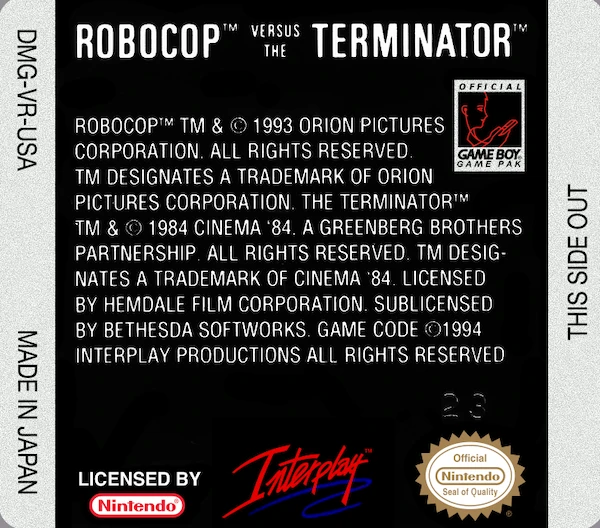 ROBOCOP™ VERSUS THE TERMINATOR™
DMG-VR-USA
OFFICIAL
GAME BOY
GAME PAK
ROBOCOP™ TM & © 1993 ORION PICTURES
CORPORATION. ALL RIGHTS RESERVED.
TM DESIGNATES A TRADEMARK OF ORION
PICTURES CORPORATION. THE TERMINATOR™
TM & © 1984 CINEMA '84. A GREENBERG BROTHERS
PARTNERSHIP. ALL RIGHTS RESERVED. TM DESIG-
NATES A TRADEMARK OF CINEMA '84. LICENSED
BY HEMDALE FILM CORPORATION. SUBLICENSED
BY BETHESDA SOFTWORKS. GAME CODE ©1994
INTERPLAY PRODUCTIONS ALL RIGHTS RESERVED
THIS SIDE OUT
MADE IN JAPAN
23
LICENSED BY
Nintendo®
Interplay™
Official
Nintendo
Seal of Quality
®